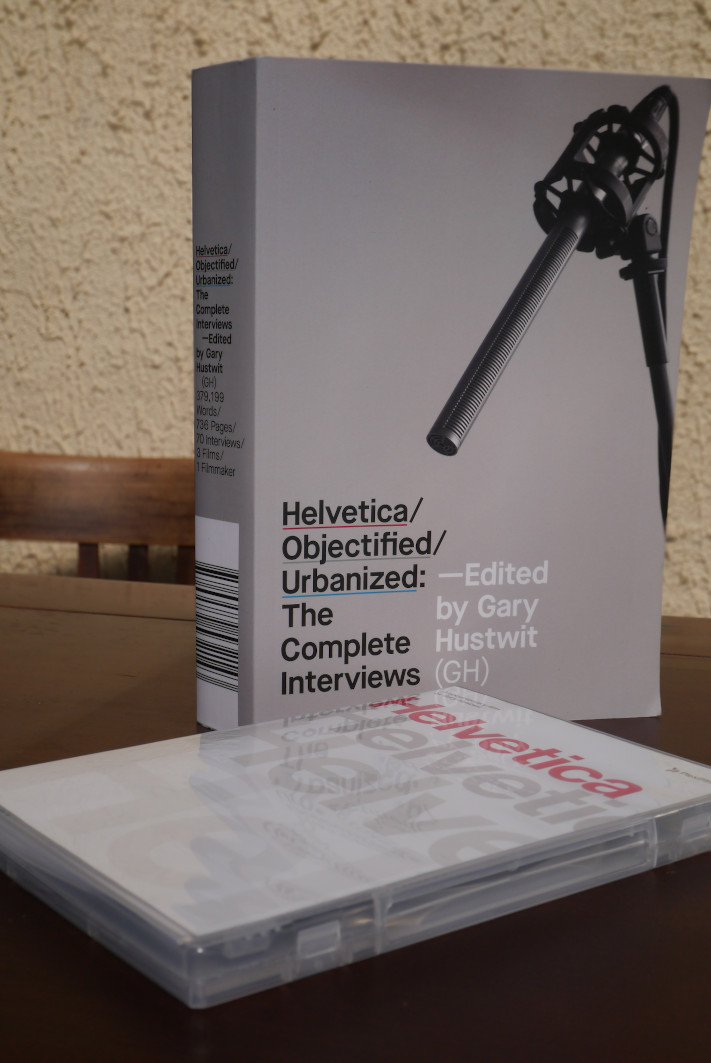 Helvetica/
Objectified/
Urbanized:
The
Complete
Interviews
—Edited
by Gary
Hustwit
(GH)
379,199
Words/
736 Pages/
70 Interviews/
3 Films/
1 Filmmaker
Helvetica/
Objectified/
Urbanized:
The
Complete
Interviews
—Edited
by Gary
Hustwit
(GH)
Helvetica